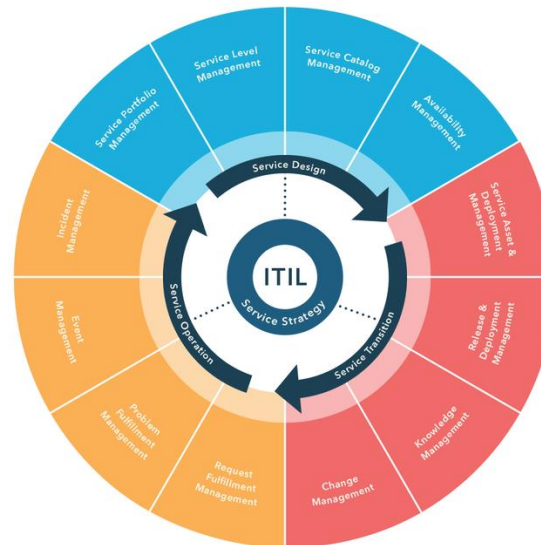 Service Portfolio
Management
Service Level
Management
Service Catalog
Management
Availability
Management
Service Asset &
Deployment
Management
Release &
Deployment
Management
Knowledge
Management
Change
Management
Request
Fulfillment
Management
Problem
Fulfillment
Management
Event
Management
Incident
Management
Service Design
Service Transition
Service Operation
ITIL
Service Strategy